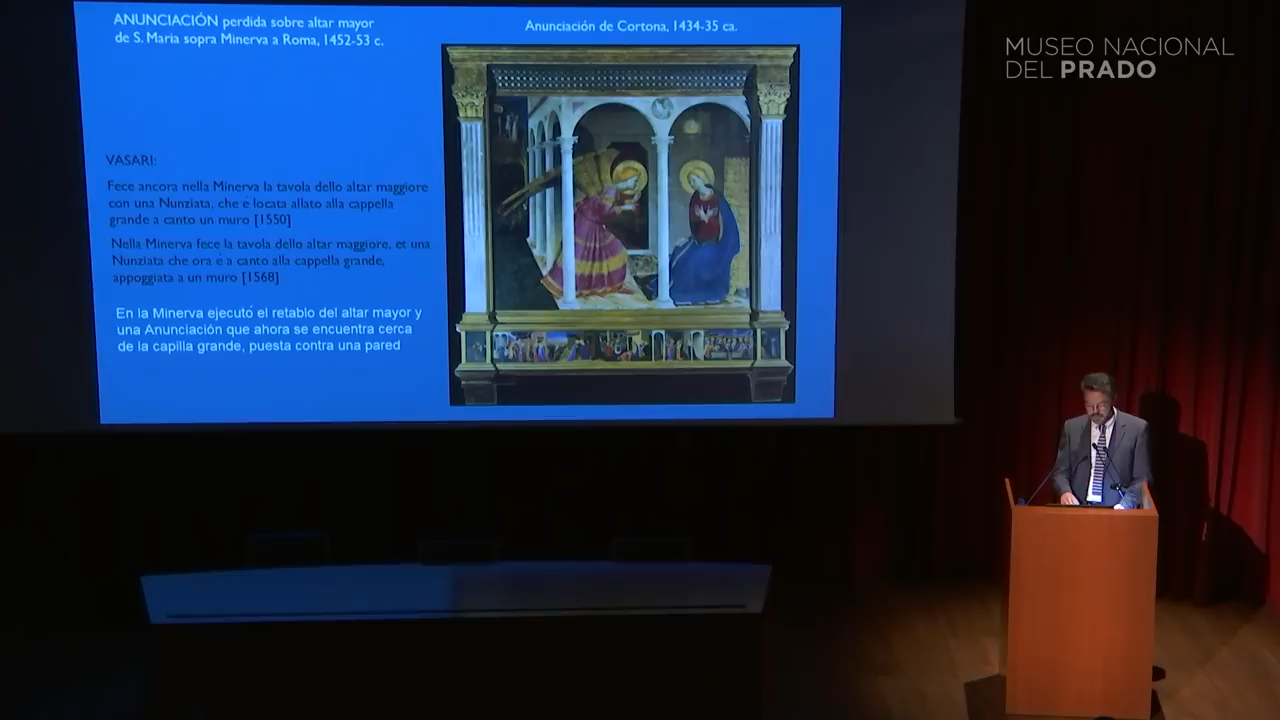 ANUNCIACIÓN perdida sobre altar mayor
de S. Maria sopra Minerva a Roma, 1452-53 c.
Anunciación de Cortona, 1434-35 ca.
MUSEO NACIONAL
DEL PRADO
VASARI:
Fece ancora nella Minerva la tavola dello altar maggiore
con una Nunziata, che è locata allato alla cappella
grande a canto un muro [1550]
Nella Minerva fece la tavola dello altar maggiore, et una
Nunziata che ora è a canto alla cappella grande,
appoggiata a un muro [1568]
En la Minerva ejecutó el retablo del altar mayor y
una Anunciación que ahora se encuentra cerca
de la capilla grande, puesta contra una pared